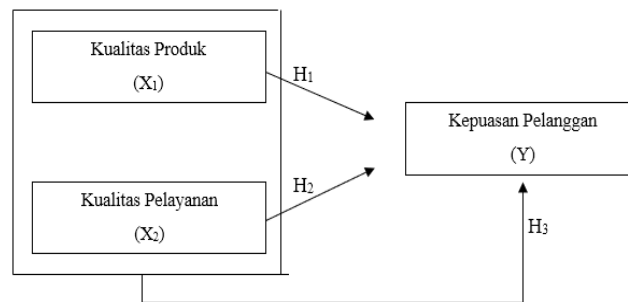 Kualitas Produk
(X₁)
H₁
Kepuasan Pelanggan
(Y)
Kualitas Pelayanan
(X₂)
H₂
H₃